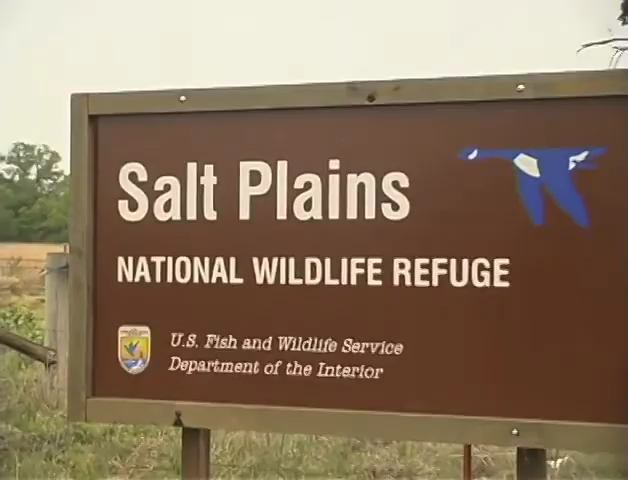 Salt Plains
NATIONAL WILDLIFE REFUGE
U.S. Fish and Wildlife Service
Department of the Interior